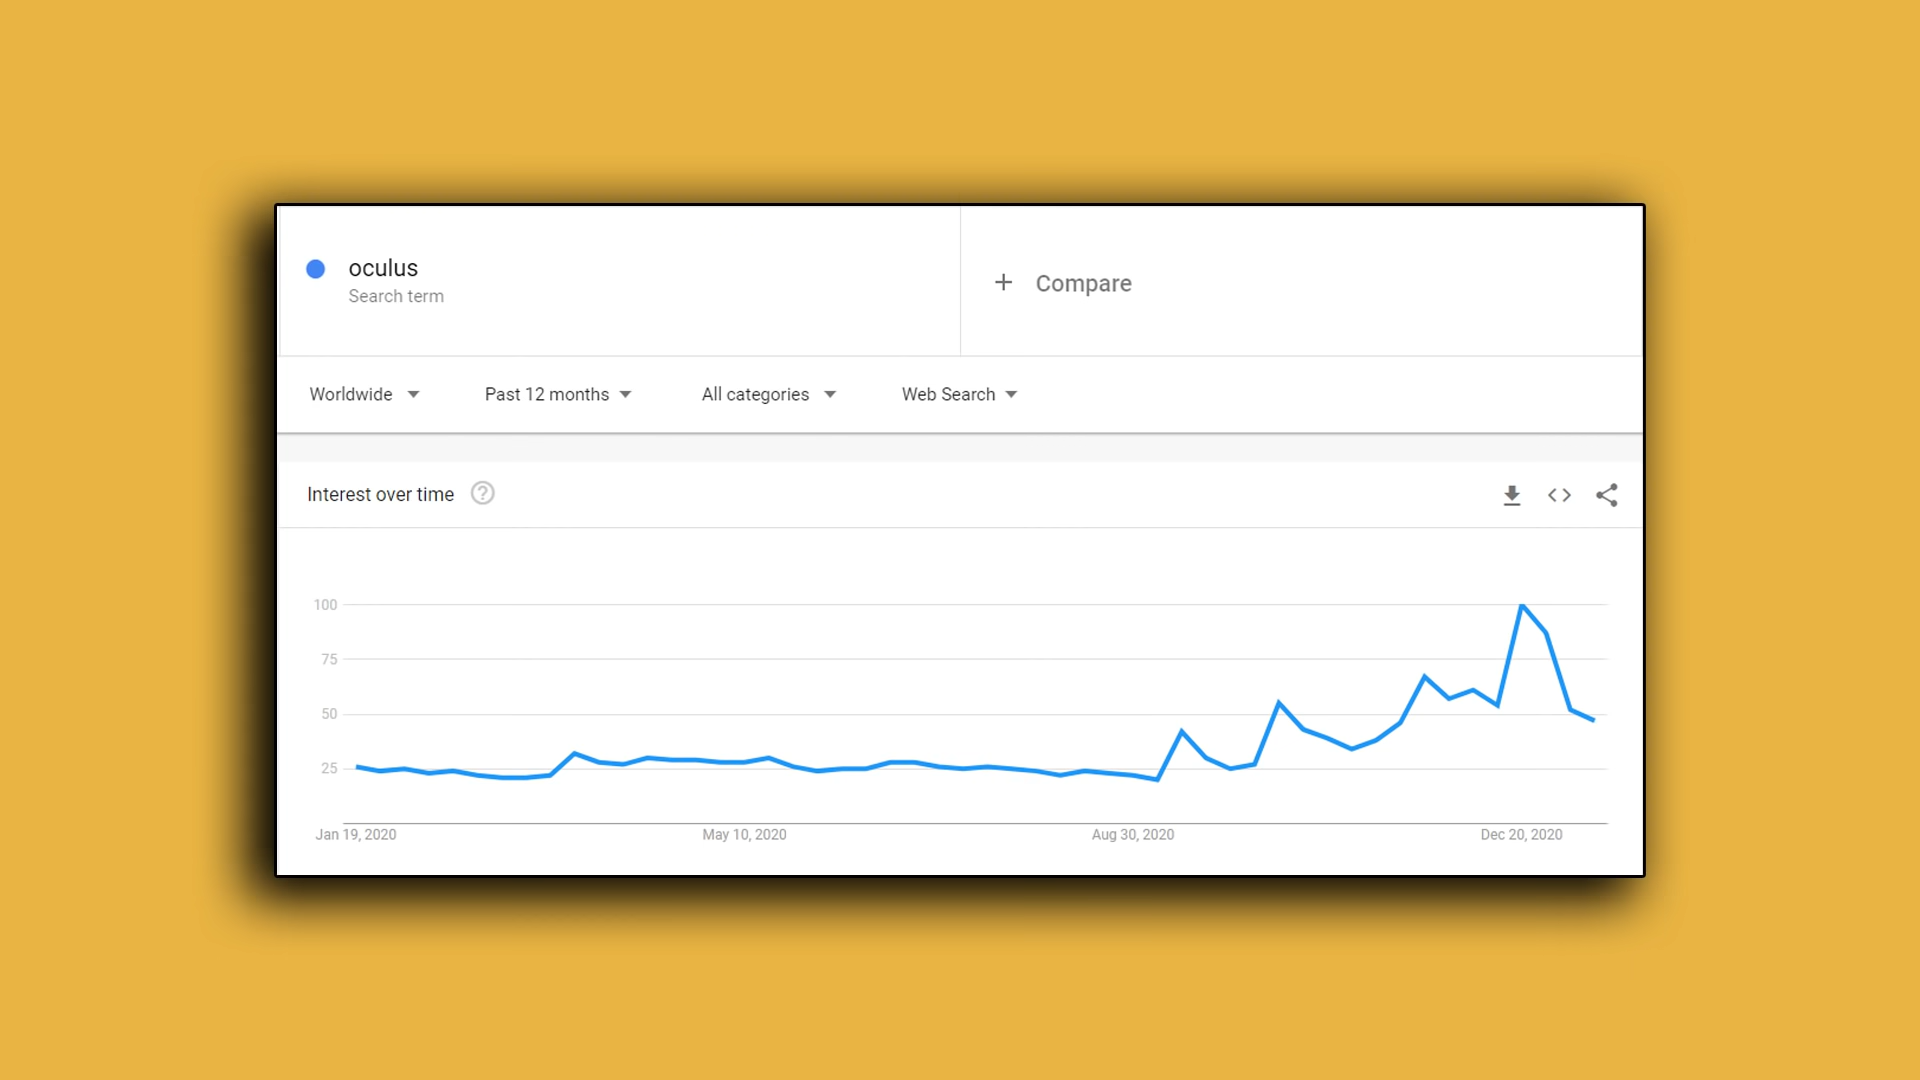 oculus
Search term
+ Compare
Worldwide Past 12 months All categories Web Search
Interest over time ?
100
75
50
25
Jan 19, 2020 May 10, 2020 Aug 30, 2020 Dec 20, 2020